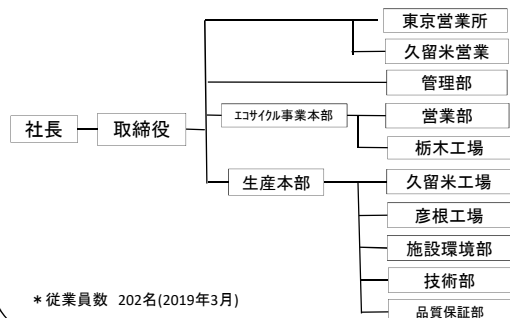 東京営業所
久留米営業
管理部
エコサイクル事業本部
営業部
社長
取締役
栃木工場
生産本部
久留米工場
彦根工場
施設環境部
技術部
品質保証部
＊従業員数 202名(2019年3月)